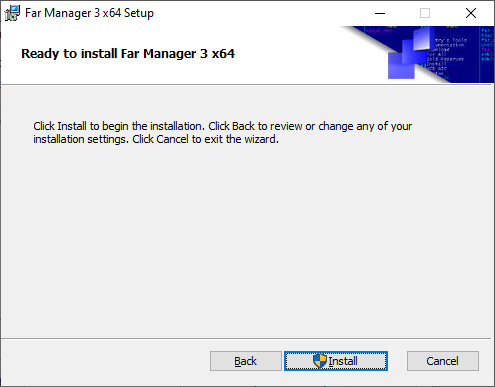 Far Manager 3 x64 Setup
Ready to install Far Manager 3 x64
Click Install to begin the installation. Click Back to review or change any of your
installation settings. Click Cancel to exit the wizard.
Back
Install
Cancel